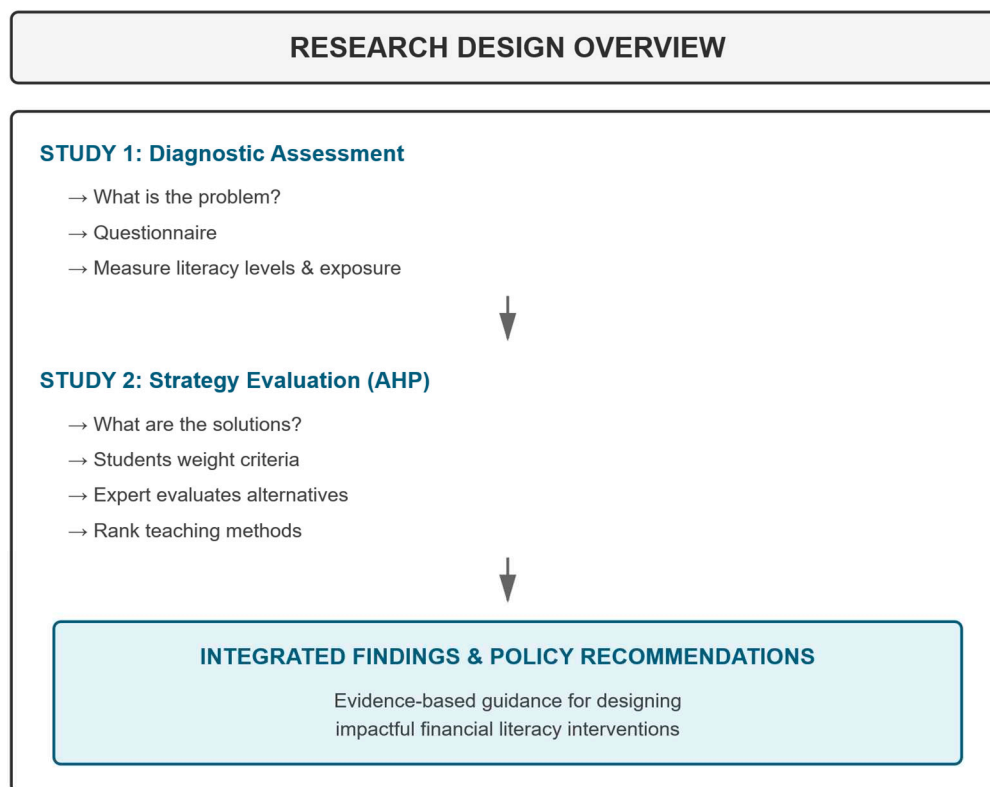 RESEARCH DESIGN OVERVIEW
STUDY 1: Diagnostic Assessment
→ What is the problem?
→ Questionnaire
→ Measure literacy levels & exposure
STUDY 2: Strategy Evaluation (AHP)
→ What are the solutions?
→ Students weight criteria
→ Expert evaluates alternatives
→ Rank teaching methods
INTEGRATED FINDINGS & POLICY RECOMMENDATIONS
Evidence-based guidance for designing
impactful financial literacy interventions